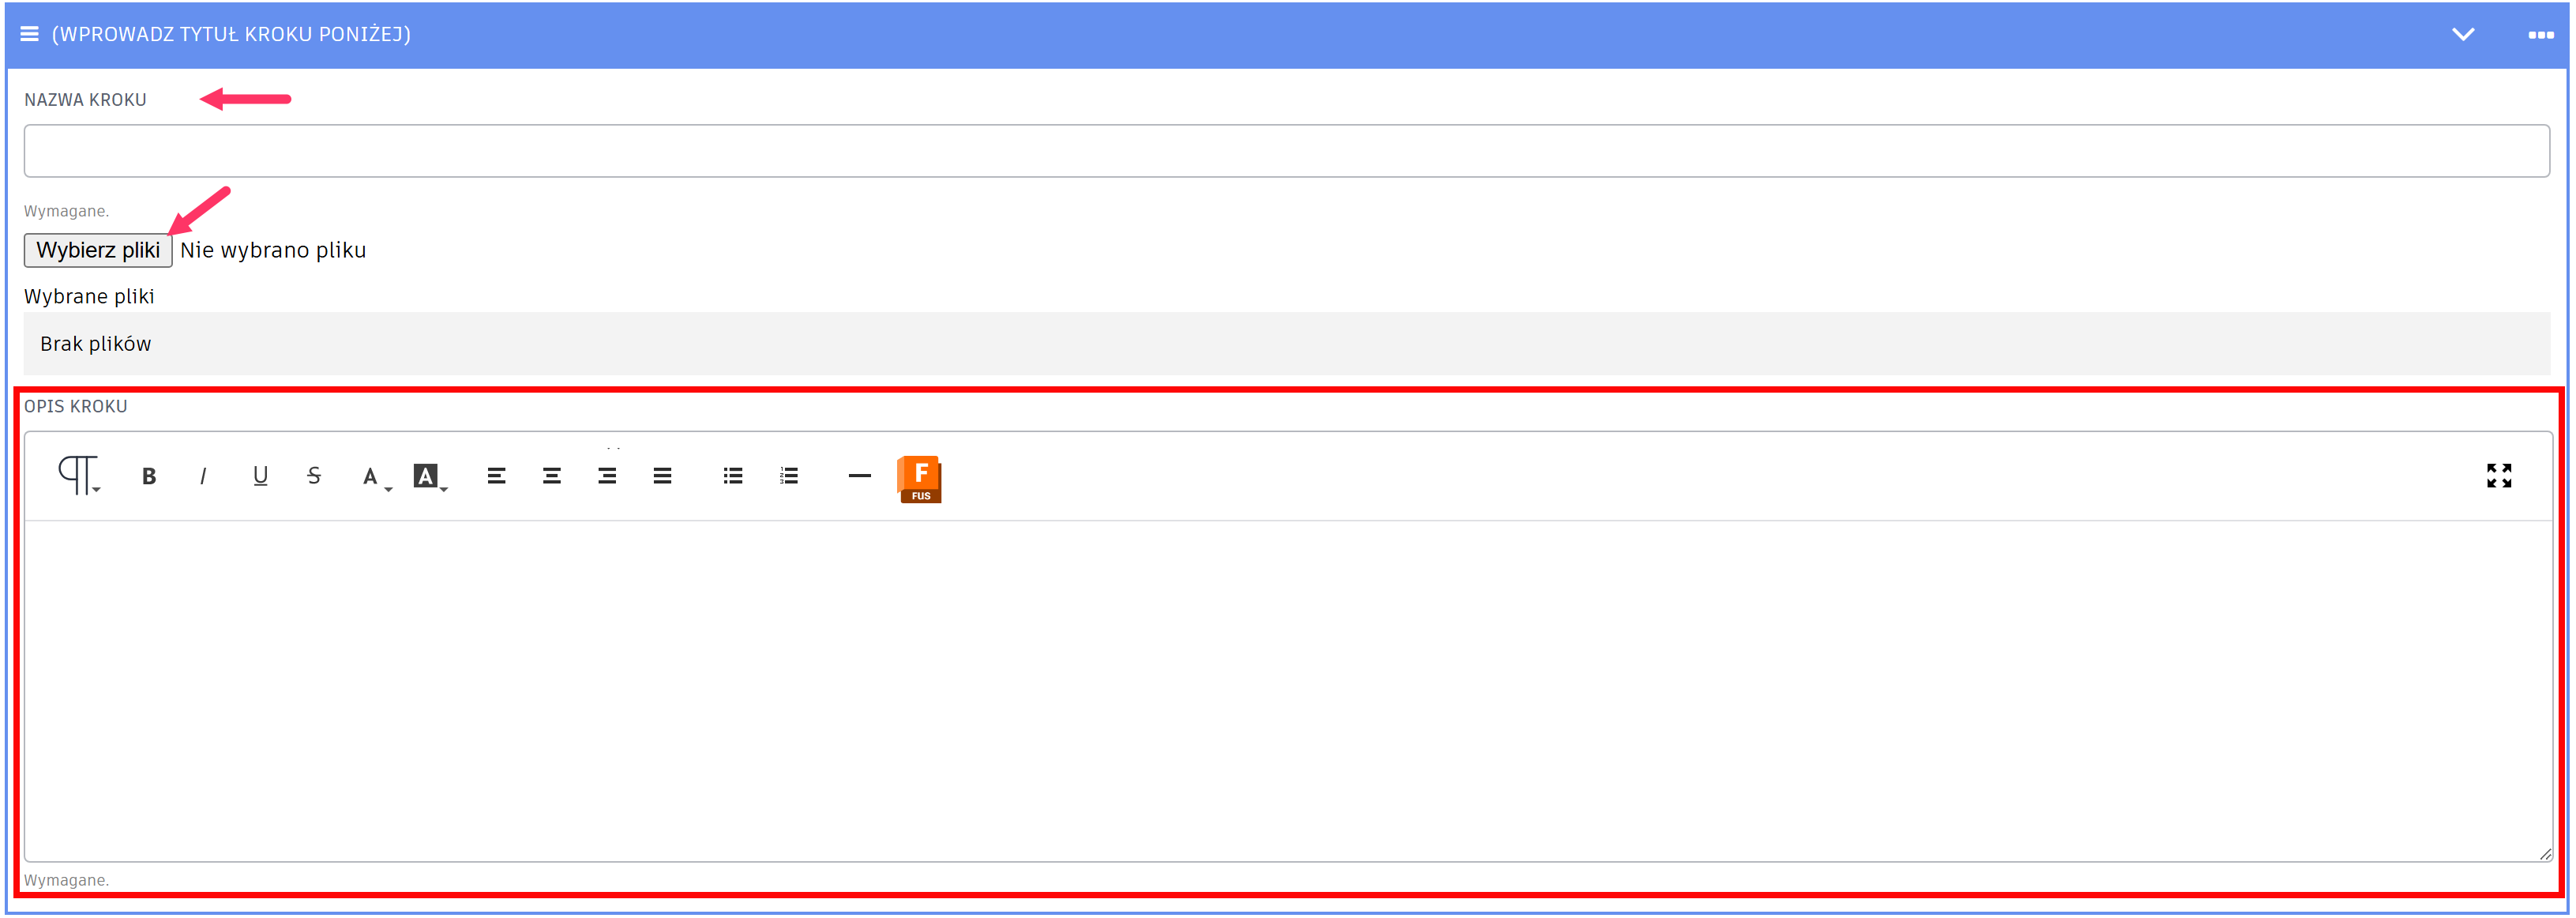 (WPROWADZ TYTUŁ KROKU PONIŻEJ)
NAZWA KROKU
Wymagane.
Wybierz pliki Nie wybrano pliku
Wybrane pliki
Brak plików
OPIS KROKU
B I U S A A F FUS
Wymagane.